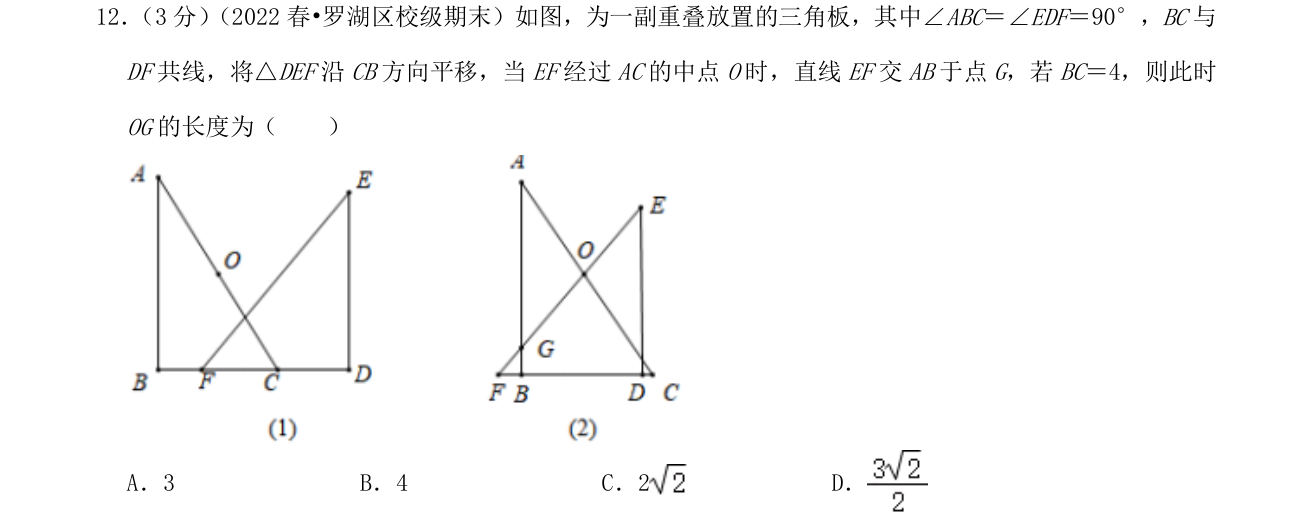 12.(3分)(2022春•罗湖区校级期末)如图,为一副重叠放置的三角板,其中∠ABC=∠EDF=90°,BC与
DF共线,将△DEF沿CB方向平移,当EF经过AC的中点O时,直线EF交AB于点G,若BC=4,则此时
OG的长度为(  )
A E O B F C D
(1)
A E O G F B D C
(2)
A.3 B.4 C.2√2 D.3√2/2